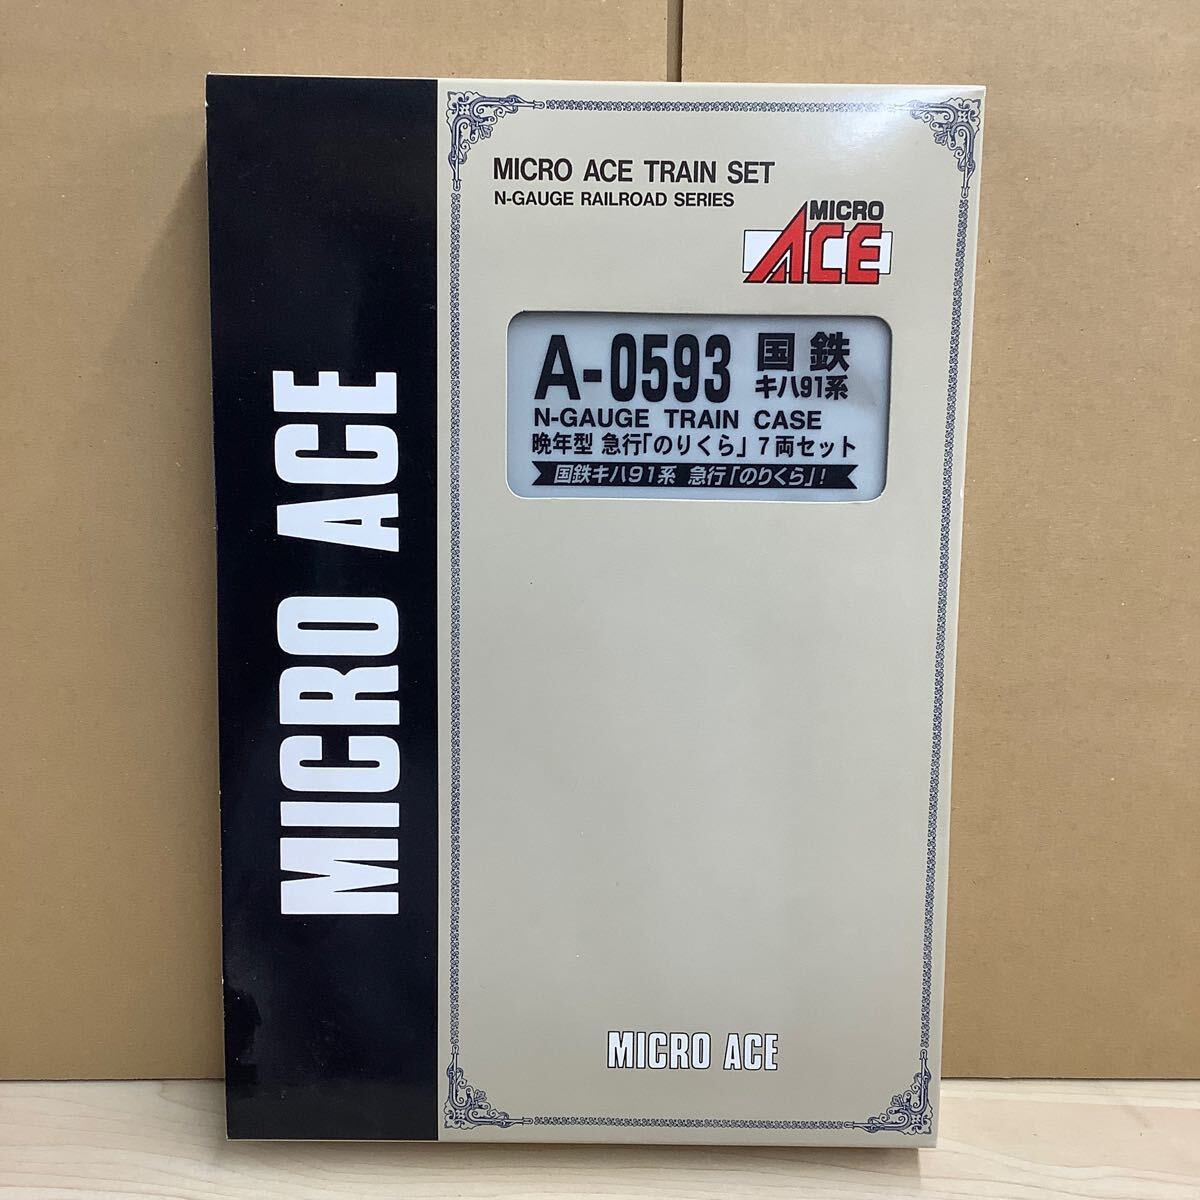 MICRO ACE
MICRO ACE TRAIN SET
N-GAUGE RAILROAD SERIES
MICRO
ACE
A-0593 国鉄
キハ91系
N-GAUGE TRAIN CASE
晩年型 急行「のりくら」7両セット
国鉄キハ91系 急行「のりくら」!
MICRO ACE